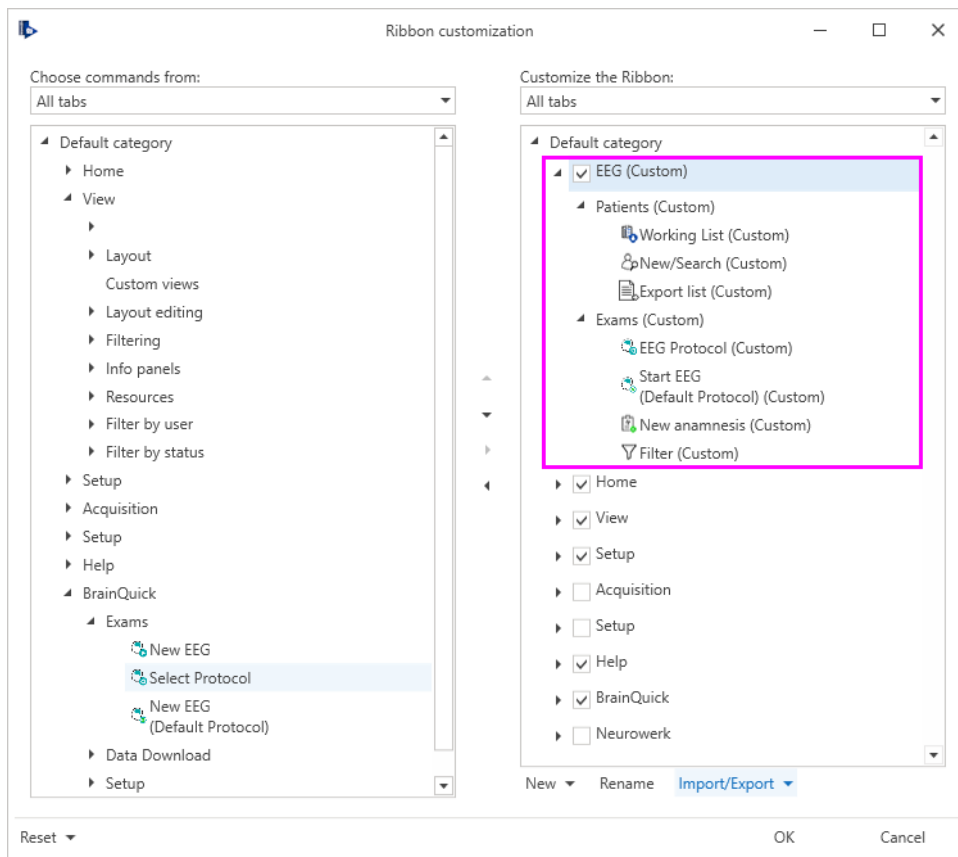 Ribbon customization
Choose commands from:
All tabs
Default category
Home
View
Layout
Custom views
Layout editing
Filtering
Info panels
Resources
Filter by user
Filter by status
Setup
Acquisition
Setup
Help
BrainQuick
Exams
New EEG
Select Protocol
New EEG
(Default Protocol)
Data Download
Setup
Customize the Ribbon:
All tabs
Default category
EEG (Custom)
Patients (Custom)
Working List (Custom)
New/Search (Custom)
Export list (Custom)
Exams (Custom)
EEG Protocol (Custom)
Start EEG
(Default Protocol) (Custom)
New anamnesis (Custom)
Filter (Custom)
Home
View
Setup
Acquisition
Setup
Help
BrainQuick
Neurowerk
New Rename Import/Export
Reset OK Cancel